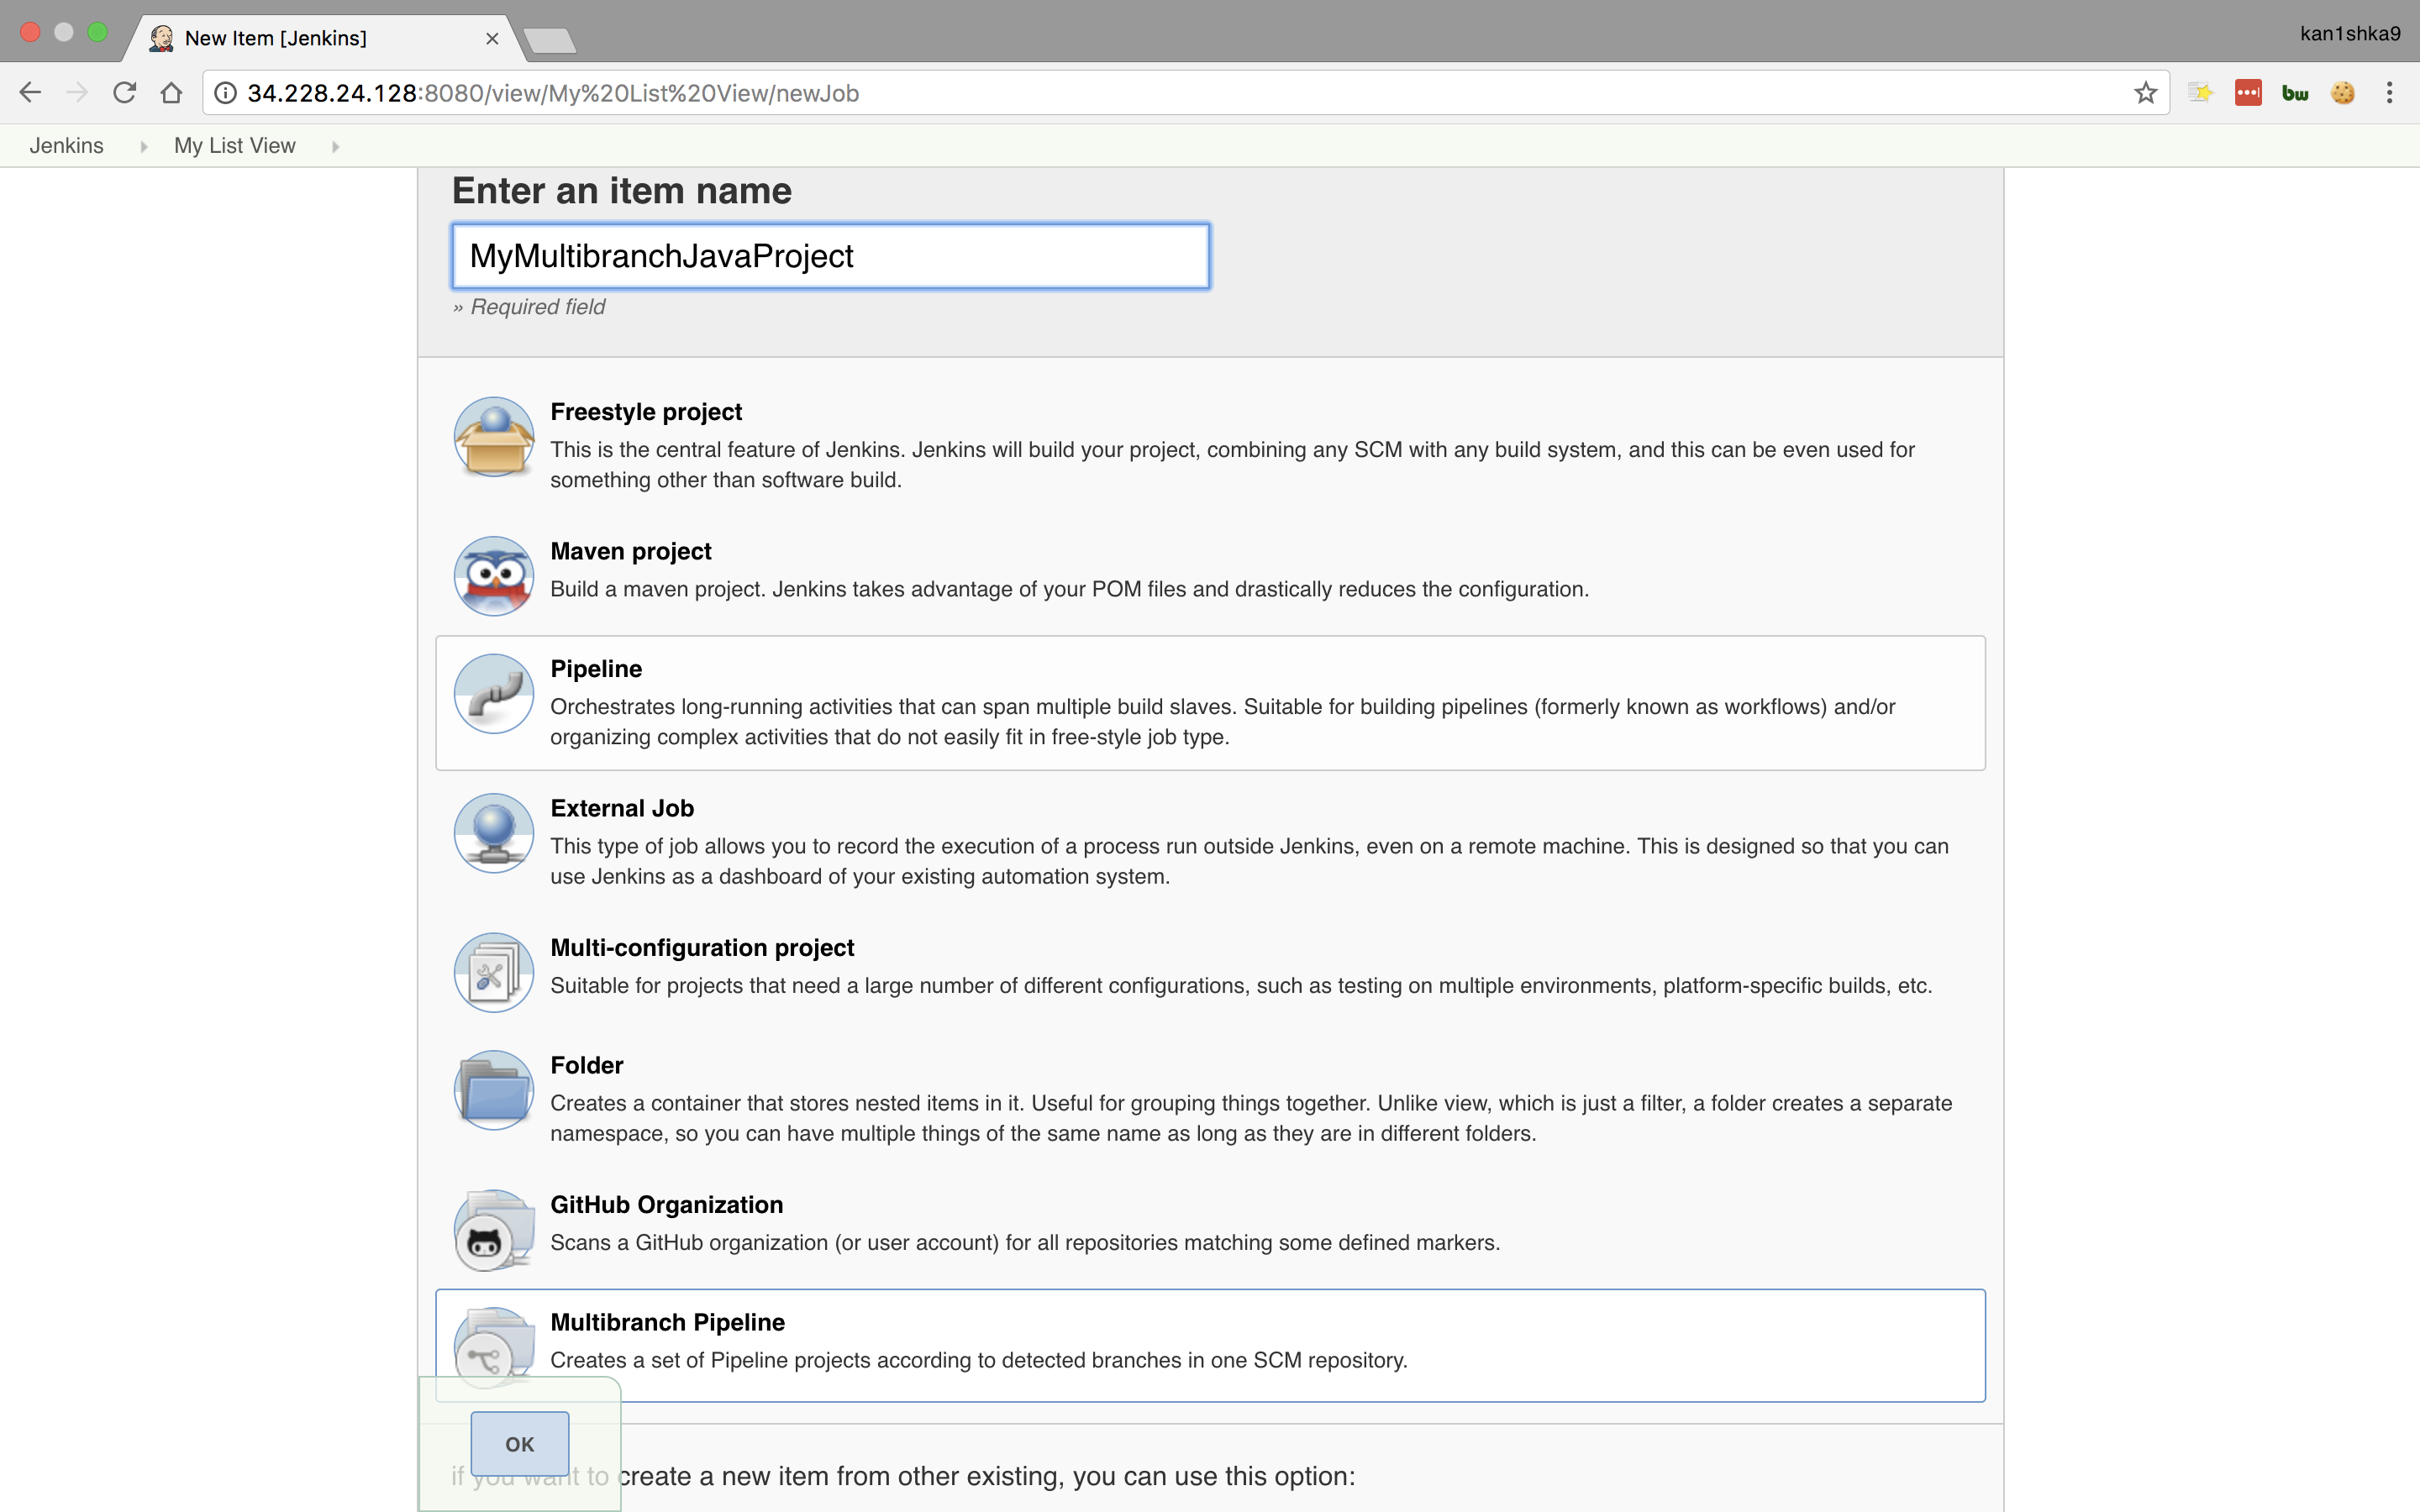 New Item [Jenkins]
kan1shka9
34.228.24.128:8080/view/My%20List%20View/newJob
bw
Jenkins
My List View
Enter an item name
MyMultibranchJavaProject
» Required field
Freestyle project
This is the central feature of Jenkins. Jenkins will build your project, combining any SCM with any build system, and this can be even used for
something other than software build.
Maven project
Build a maven project. Jenkins takes advantage of your POM files and drastically reduces the configuration.
Pipeline
Orchestrates long-running activities that can span multiple build slaves. Suitable for building pipelines (formerly known as workflows) and/or
organizing complex activities that do not easily fit in free-style job type.
External Job
This type of job allows you to record the execution of a process run outside Jenkins, even on a remote machine. This is designed so that you can
use Jenkins as a dashboard of your existing automation system.
Multi-configuration project
Suitable for projects that need a large number of different configurations, such as testing on multiple environments, platform-specific builds, etc.
Folder
Creates a container that stores nested items in it. Useful for grouping things together. Unlike view, which is just a filter, a folder creates a separate
namespace, so you can have multiple things of the same name as long as they are in different folders.
GitHub Organization
Scans a GitHub organization (or user account) for all repositories matching some defined markers.
Multibranch Pipeline
Creates a set of Pipeline projects according to detected branches in one SCM repository.
OK
if you want to create a new item from other existing, you can use this option: